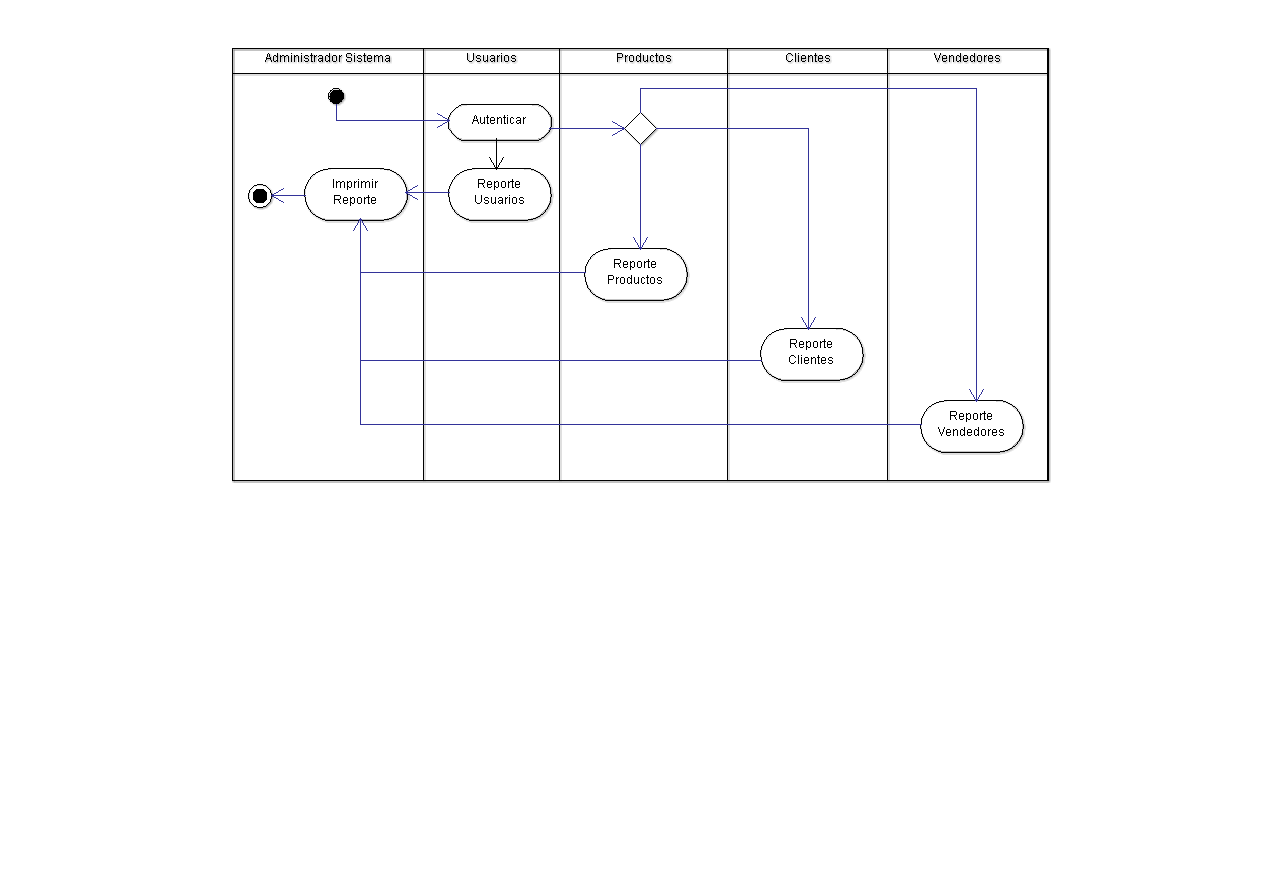 Administrador Sistema
Usuarios
Productos
Clientes
Vendedores
Autenticar
Imprimir
Reporte
Reporte
Usuarios
Reporte
Productos
Reporte
Clientes
Reporte
Vendedores